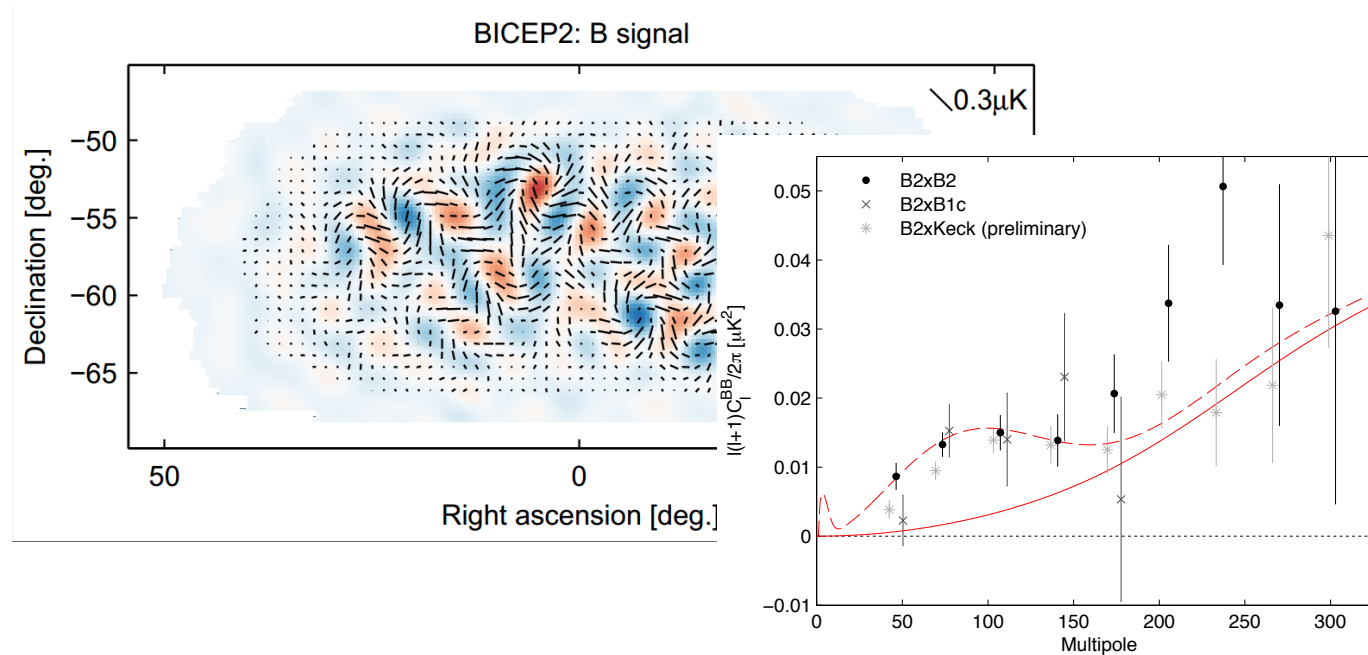 BICEP2: B signal
0.3μK
Declination [deg.]
−50
−55
−60
−65
50
0
Right ascension [deg.]
B2xB2
B2xB1c
B2xKeck (preliminary)
l(l+1)C_l^BB/2π [μK²]
0.05
0.04
0.03
0.02
0.01
0
−0.01
0 50 100 150 200 250 300
Multipole